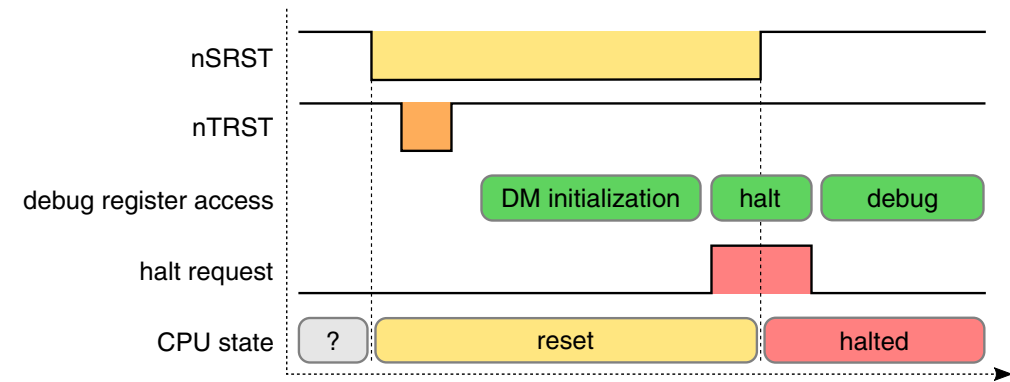 nSRST
nTRST
debug register access
DM initialization
halt
debug
halt request
CPU state
?
reset
halted